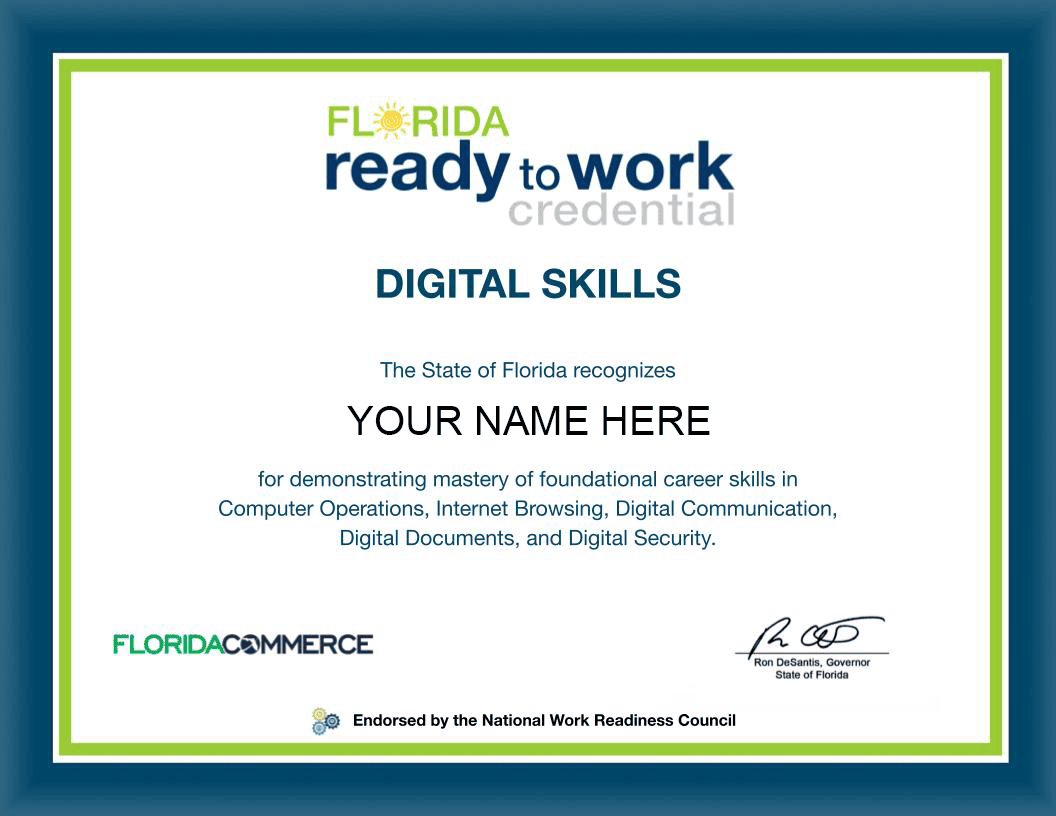 FLORIDA
ready to work
credential
DIGITAL SKILLS
The State of Florida recognizes
YOUR NAME HERE
for demonstrating mastery of foundational career skills in
Computer Operations, Internet Browsing, Digital Communication,
Digital Documents, and Digital Security.
FLORIDACOMMERCE
Ron DeSantis, Governor
State of Florida
Endorsed by the National Work Readiness Council